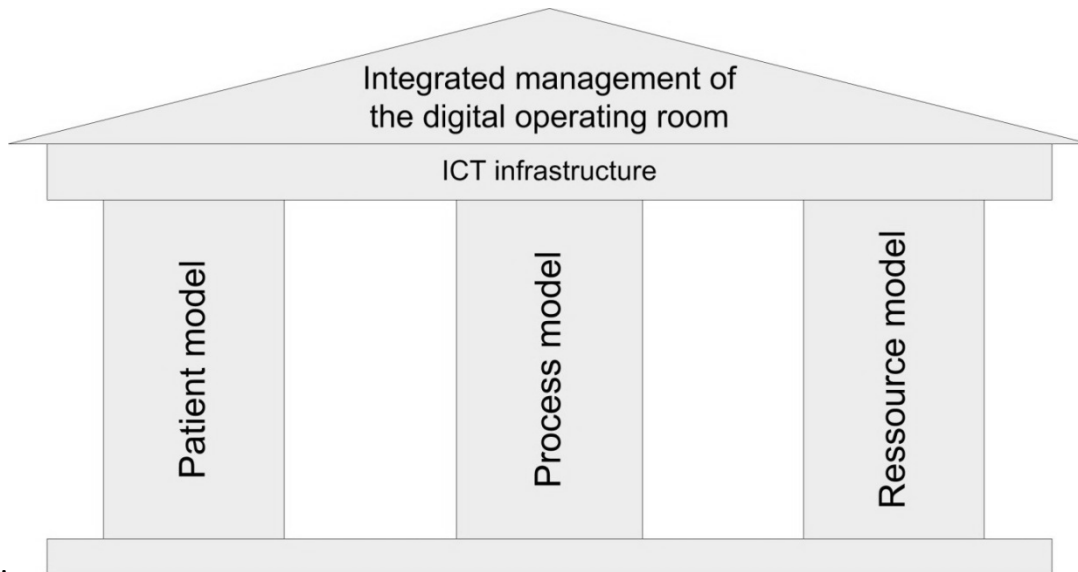 Integrated management of
the digital operating room
ICT infrastructure
Patient model
Process model
Ressource model